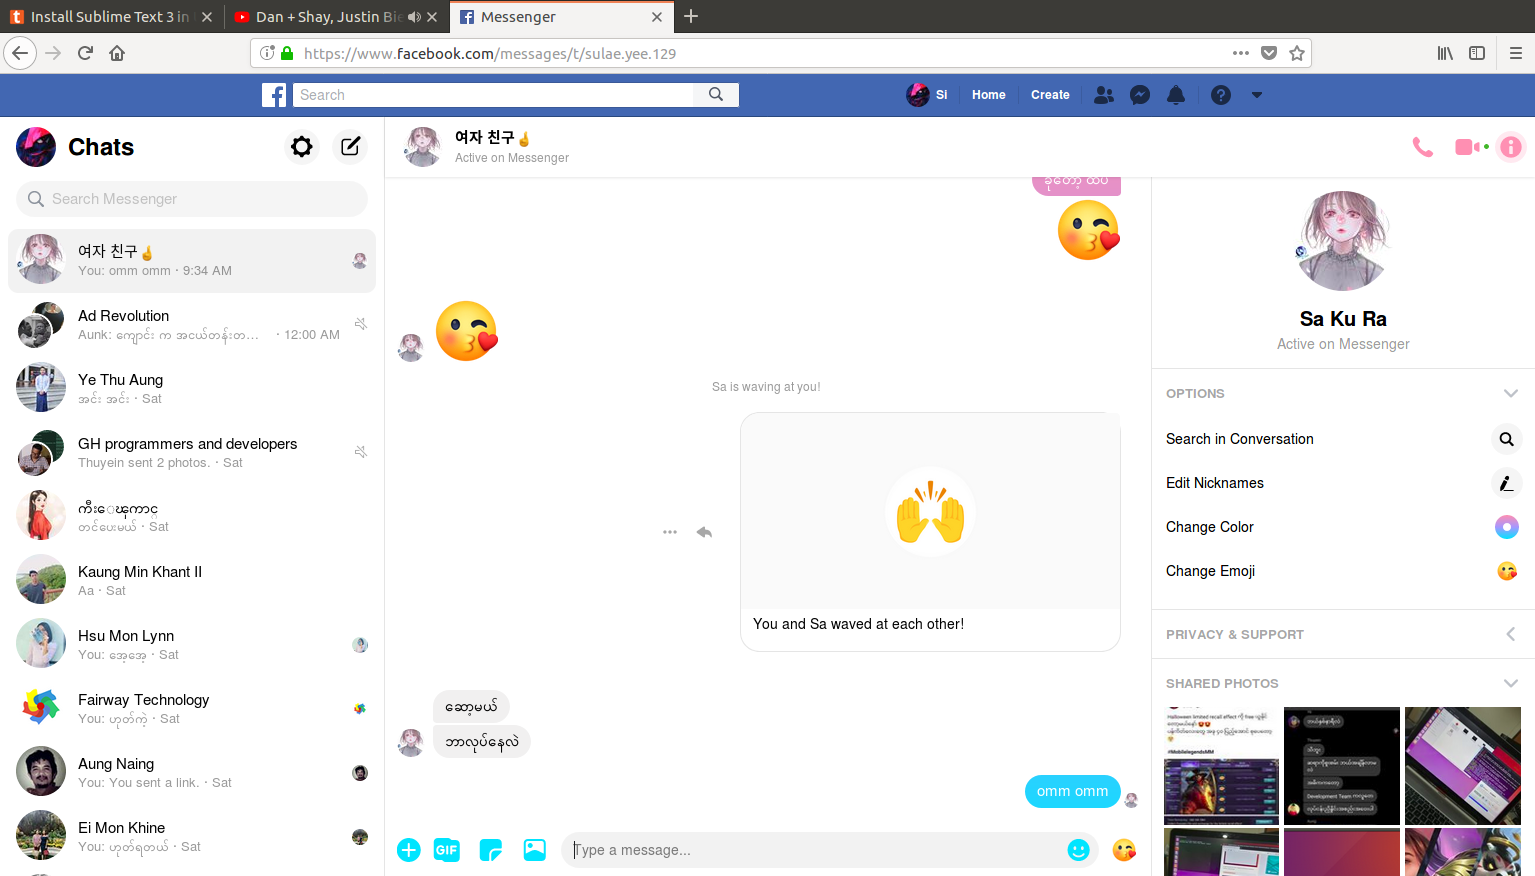 Install Sublime Text 3 in
Dan + Shay, Justin Bie
Messenger
https://www.facebook.com/messages/t/sulae.yee.129
Search
Si
Home
Create
Chats
Search Messenger
여자 친구🤞
You: omm omm · 9:34 AM
Ad Revolution
Aunk: ကျောင်း က အငယ်တန်းတ... · 12:00 AM
Ye Thu Aung
အင်း အင်း · Sat
GH programmers and developers
Thuyein sent 2 photos. · Sat
တင်ပေးမယ် · Sat
Kaung Min Khant II
Aa · Sat
Hsu Mon Lynn
You: အော့အော့ · Sat
Fairway Technology
You: ဟုတ်ကဲ့ · Sat
Aung Naing
You: You sent a link. · Sat
Ei Mon Khine
You: ဟုတ်ရတယ် · Sat
여자 친구🤞
Active on Messenger
Sa is waving at you!
You and Sa waved at each other!
ဆော့မယ်
ဘာလုပ်နေလဲ
omm omm
GIF
Type a message...
Sa Ku Ra
Active on Messenger
OPTIONS
Search in Conversation
Edit Nicknames
Change Color
Change Emoji
PRIVACY & SUPPORT
SHARED PHOTOS
#MobilelegendsMM